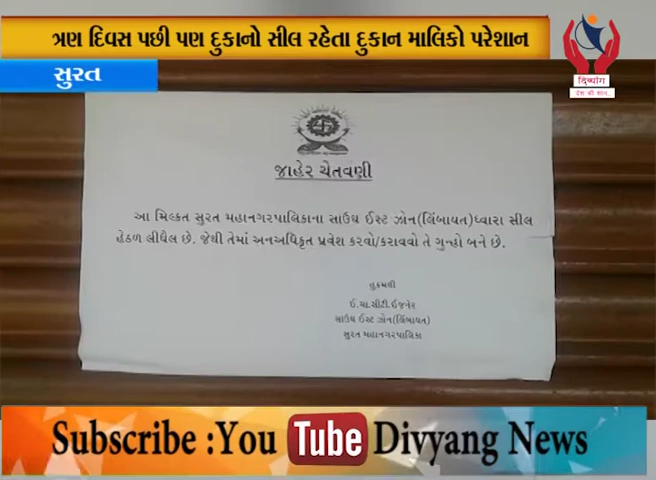 ત્રણ દિવસ પછી પણ દુકાનો સીલ રહેતા દુકાન માલિકો પરેશાન
સુરત
દિવ્યાંગ
જાહેર ચેતવણી
આ મિલ્કત સુરત મહાનગરપાલિકાના સાઉથ ઈસ્ટ ઝોન(લિંબાયત)ધ્વારા સીલ
હેઠળ લીધેલ છે. જેથી તેમાં અનઅધિકૃત પ્રવેશ કરવો/કરાવવો તે ગુન્હો બને છે.
હુકમથી
ઈ.ચા.સીટી.ઈજનેર
સાઉથ ઈસ્ટ ઝોન(લિંબાયત)
સુરત મહાનગરપાલિકા
Subscribe :You Tube Divyang News